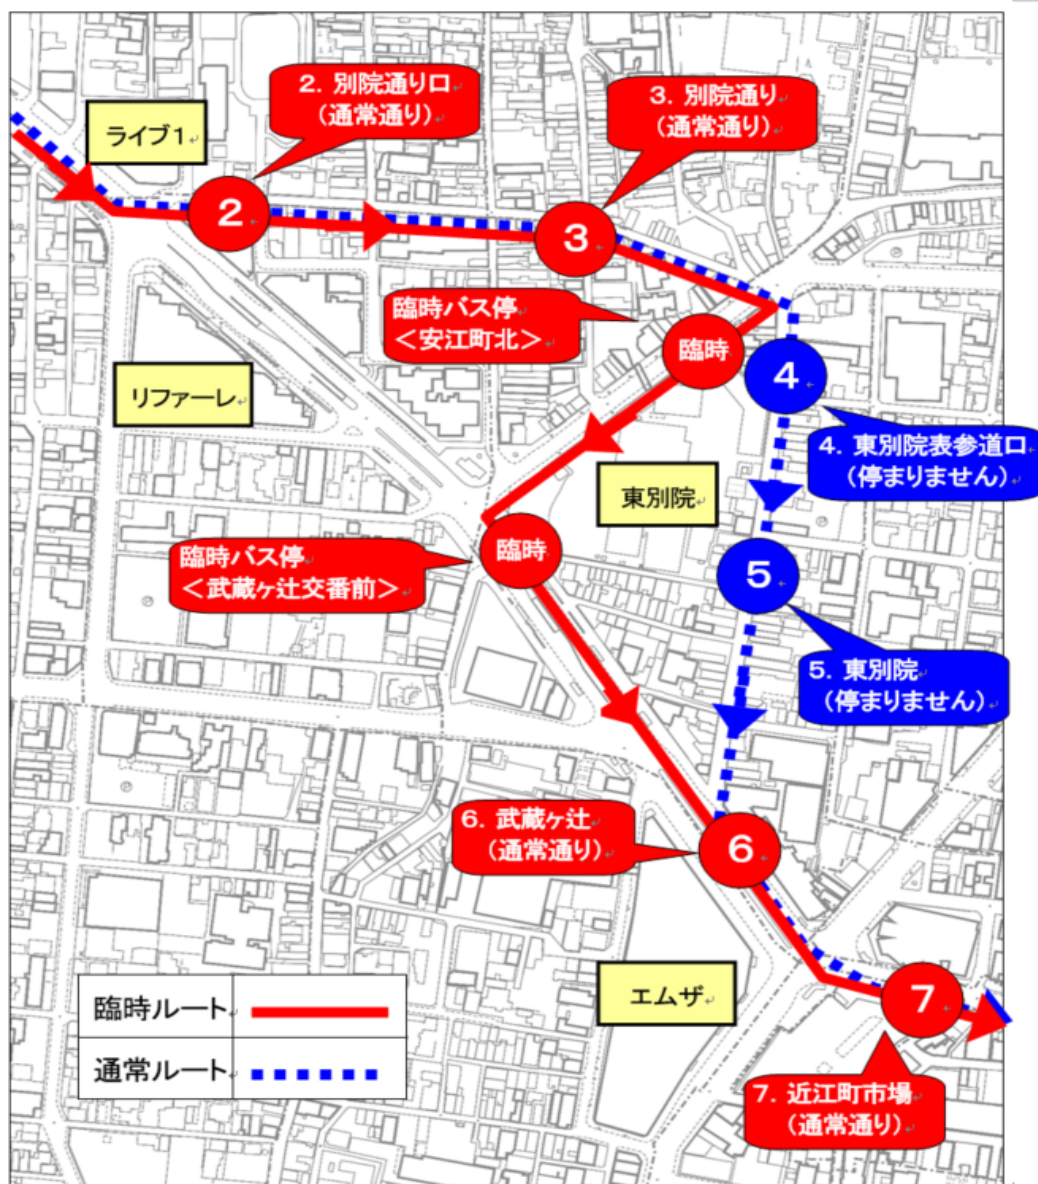 2. 別院通り口
(通常通り)
3. 別院通り
(通常通り)
ライブ1
2
3
臨時バス停
<安江町北>
臨時
4
リファーレ
4. 東別院表参道口
(停まりません)
東別院
臨時バス停
<武蔵ヶ辻交番前>
臨時
5
5. 東別院
(停まりません)
6. 武蔵ヶ辻
(通常通り)
6
エムザ
7
臨時ルート
通常ルート
7. 近江町市場
(通常通り)